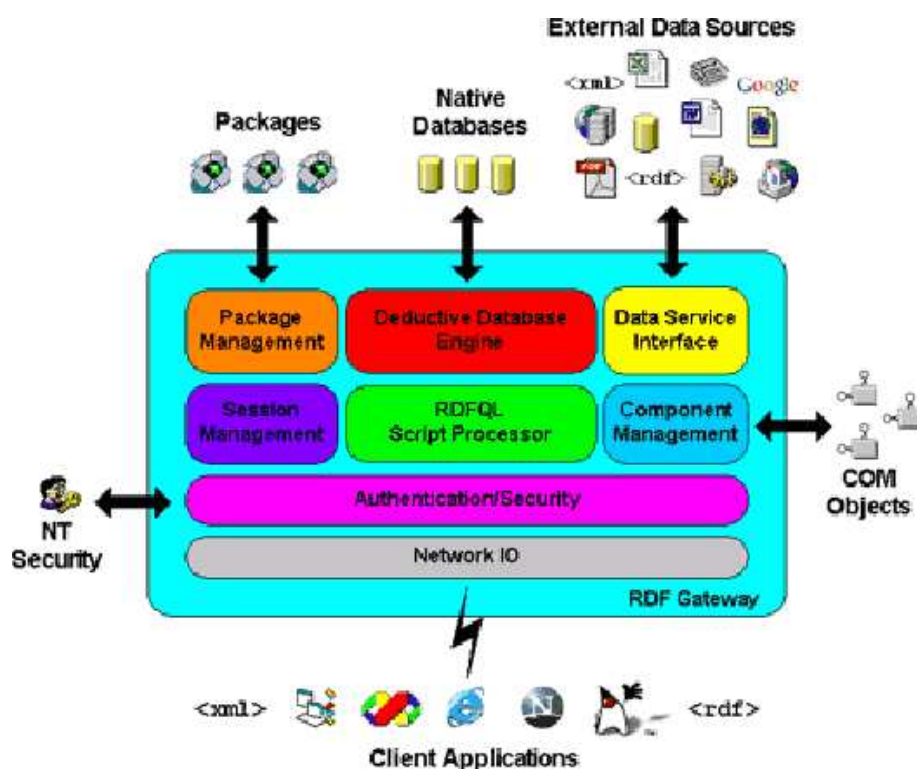 External Data Sources
<xml>
Google
Packages
Native
Databases
PDF
<rdf>
Package
Management
Deductive Database
Engine
Data Service
Interface
Session
Management
RDFQL
Script Processor
Component
Management
COM
Objects
Authentication/Security
NT
Security
Network IO
RDF Gateway
<xml>
N
<rdf>
Client Applications